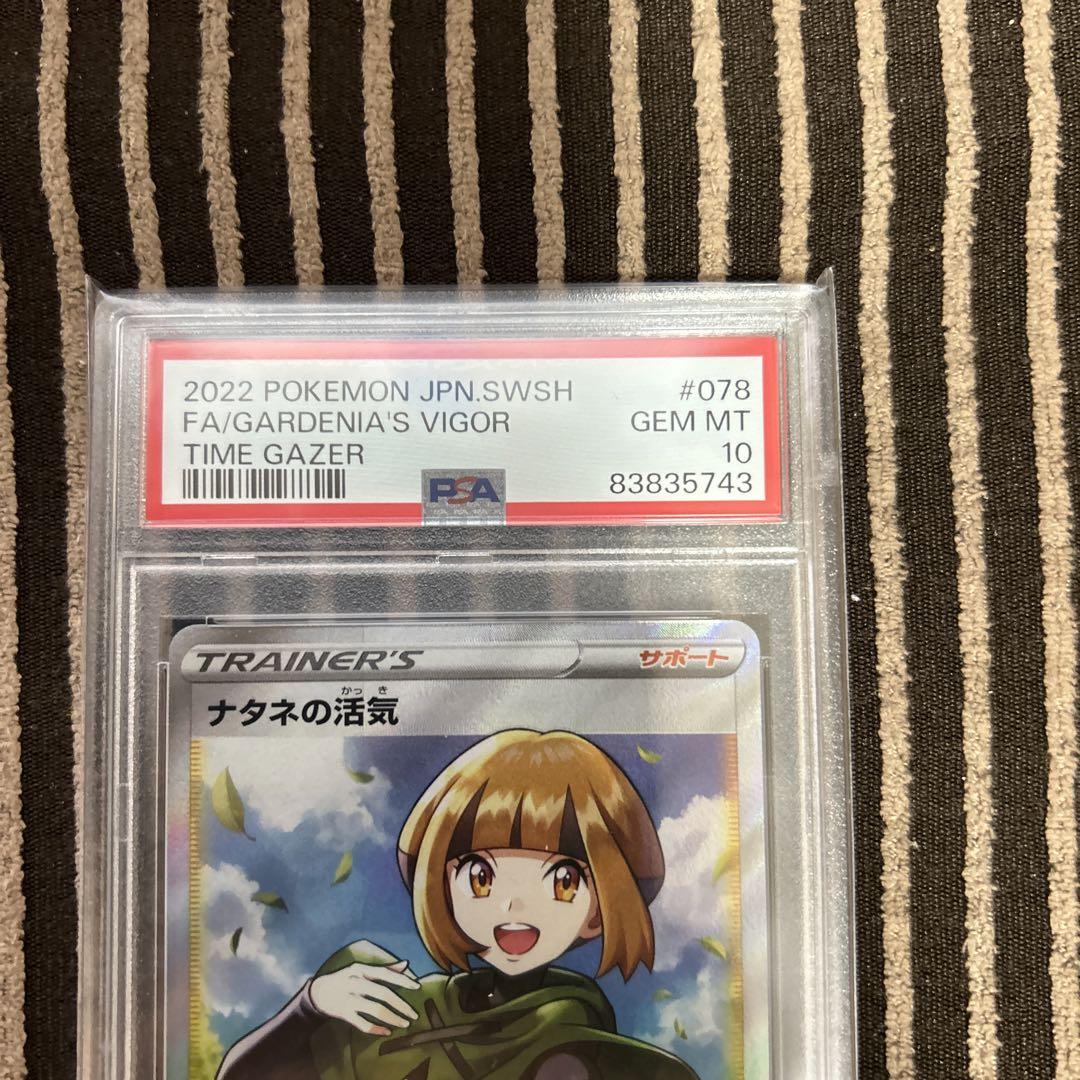 2022 POKEMON JPN.SWSH #078
FA/GARDENIA'S VIGOR GEM MT
TIME GAZER 10
PSA 83835743
TRAINER'S サポート
かっき
ナタネの活気